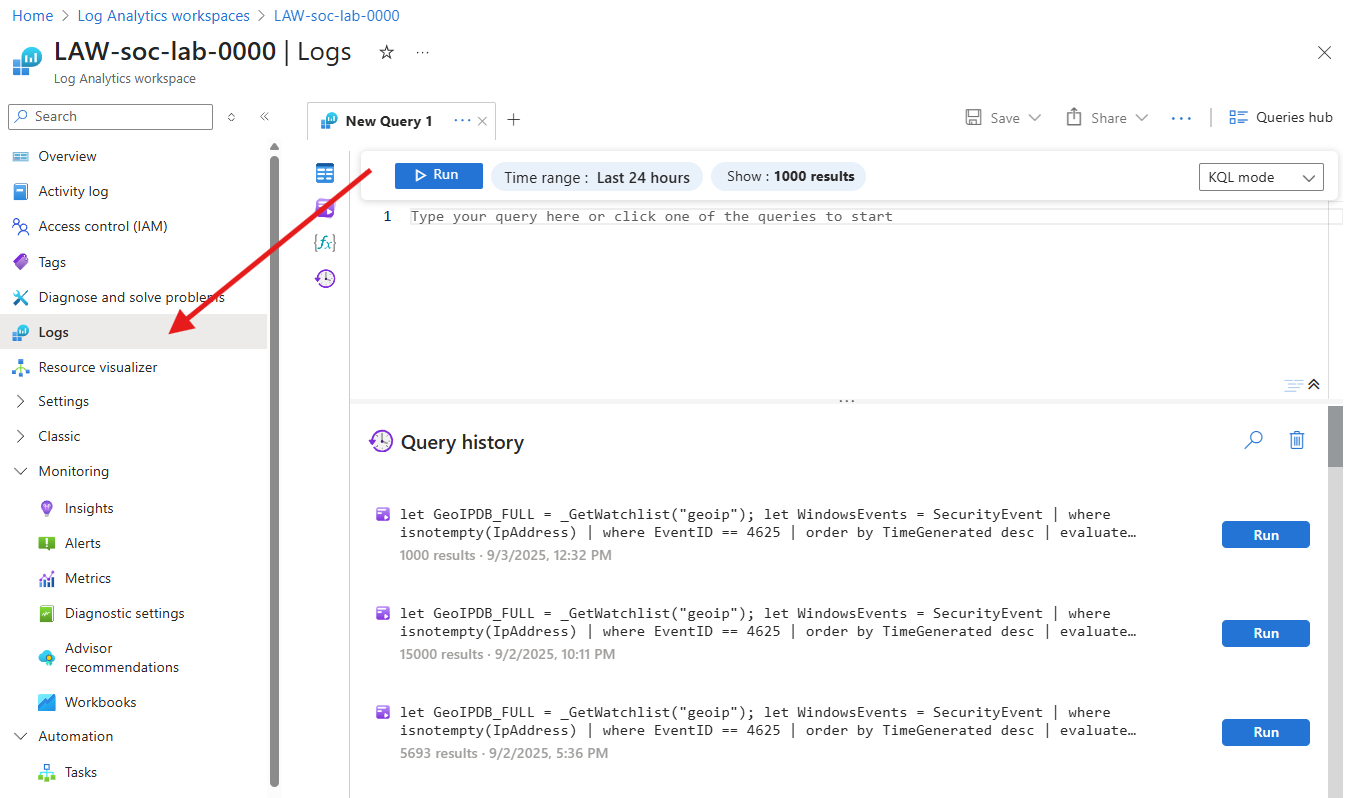 Home > Log Analytics workspaces > LAW-soc-lab-0000
LAW-soc-lab-0000 | Logs
Log Analytics workspace
Search
Overview
Activity log
Access control (IAM)
Tags
Diagnose and solve problems
Logs
Resource visualizer
Settings
Classic
Monitoring
Insights
Alerts
Metrics
Diagnostic settings
Advisor
recommendations
Workbooks
Automation
Tasks
New Query 1
Save
Share
Queries hub
Run
Time range : Last 24 hours
Show : 1000 results
KQL mode
1 Type your query here or click one of the queries to start
Query history
let GeoIPDB_FULL = _GetWatchlist("geoip"); let WindowsEvents = SecurityEvent | where
isnotempty(IpAddress) | where EventID == 4625 | order by TimeGenerated desc | evaluate…
1000 results · 9/3/2025, 12:32 PM
Run
let GeoIPDB_FULL = _GetWatchlist("geoip"); let WindowsEvents = SecurityEvent | where
isnotempty(IpAddress) | where EventID == 4625 | order by TimeGenerated desc | evaluate…
15000 results · 9/2/2025, 10:11 PM
Run
let GeoIPDB_FULL = _GetWatchlist("geoip"); let WindowsEvents = SecurityEvent | where
isnotempty(IpAddress) | where EventID == 4625 | order by TimeGenerated desc | evaluate…
5693 results · 9/2/2025, 5:36 PM
Run